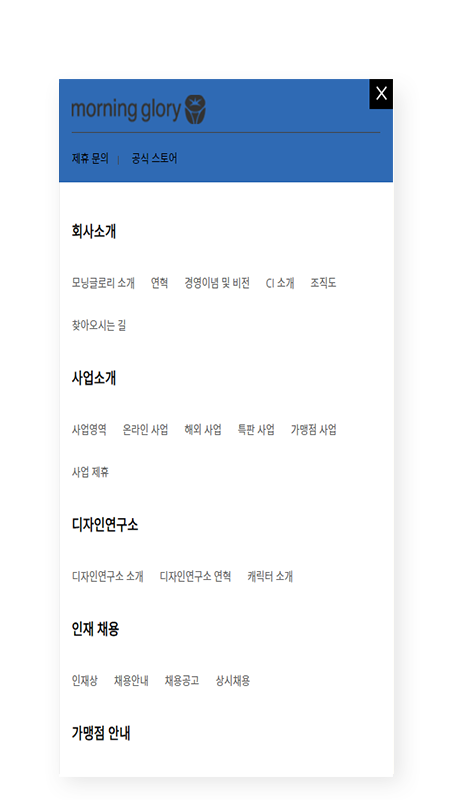 X
morning glory
제휴 문의 | 공식 스토어
회사소개
모닝글로리 소개 연혁 경영이념 및 비전 CI 소개 조직도
찾아오시는 길
사업소개
사업영역 온라인 사업 해외 사업 특판 사업 가맹점 사업
사업 제휴
디자인연구소
디자인연구소 소개 디자인연구소 연혁 캐릭터 소개
인재 채용
인재상 채용안내 채용공고 상시채용
가맹점 안내